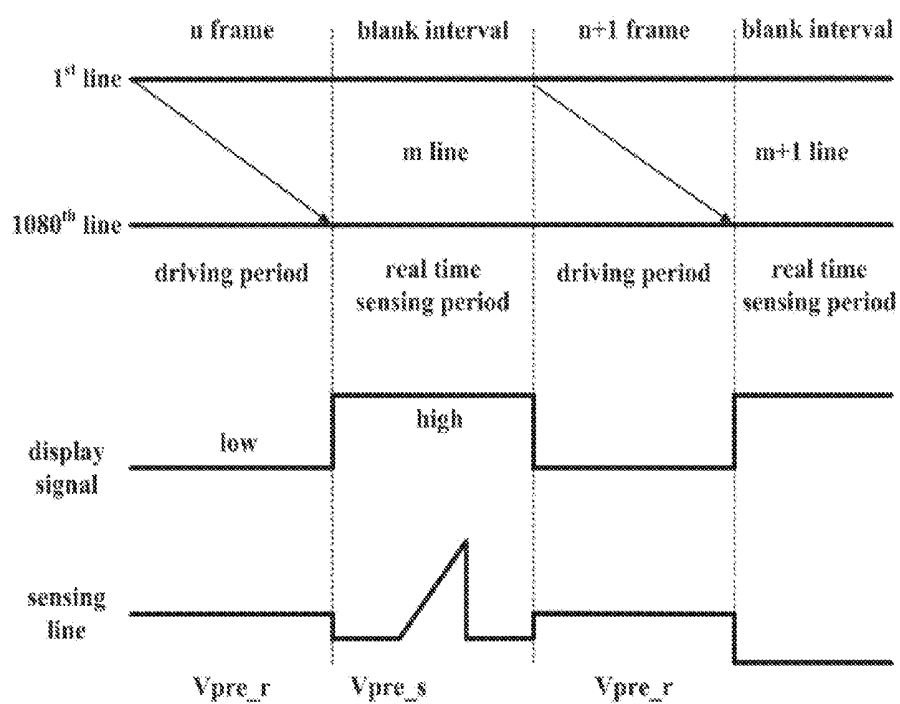 n frame
blank interval
n+1 frame
blank interval
1st line
m line
m+1 line
1080th line
driving period
real time
sensing period
driving period
real time
sensing period
display
signal
low
high
sensing
line
Vpre_r
Vpre_s
Vpre_r